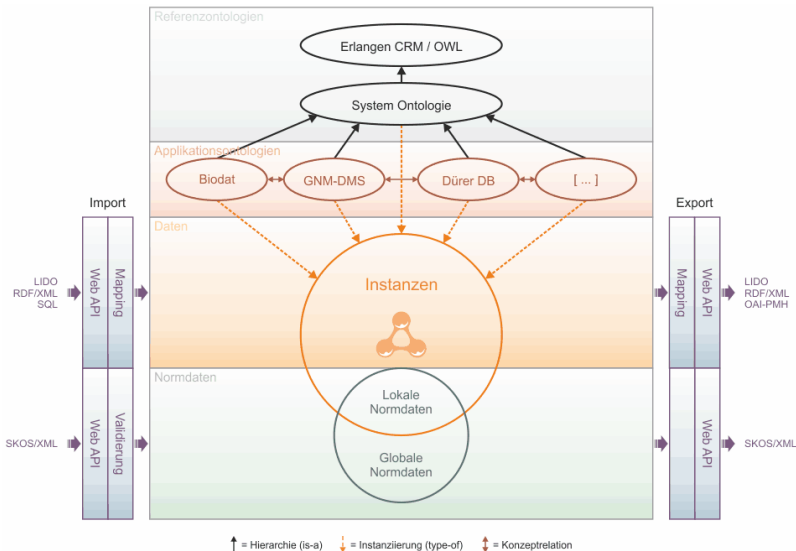 Referenzontologien
Erlangen CRM / OWL
System Ontologie
Applikationsontologien
Biodat
GNM-DMS
Dürer DB
[ ... ]
Import
Export
Daten
Instanzen
LIDO
RDF/XML
SQL
Web API
Mapping
Mapping
Web API
LIDO
RDF/XML
OAI-PMH
Normdaten
Lokale
Normdaten
Globale
Normdaten
SKOS/XML
Web API
Validierung
Web API
SKOS/XML
= Hierarchie (is-a) = Instanziierung (type-of) = Konzeptrelation